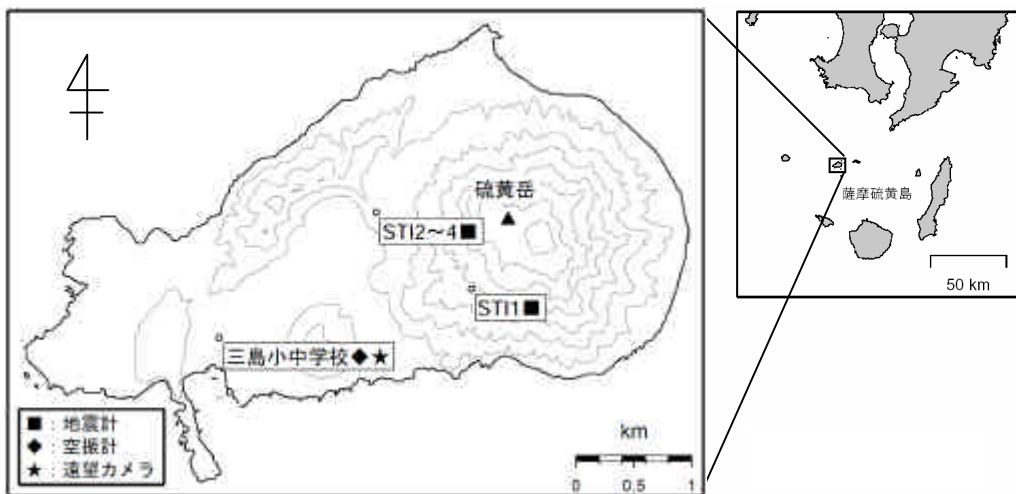 硫黄岳
STI2～4■
STI1■
三島小中学校◆★
■：地震計
◆：空振計
★：遠望カメラ
km
0 0.5 1
薩摩硫黄島
50 km